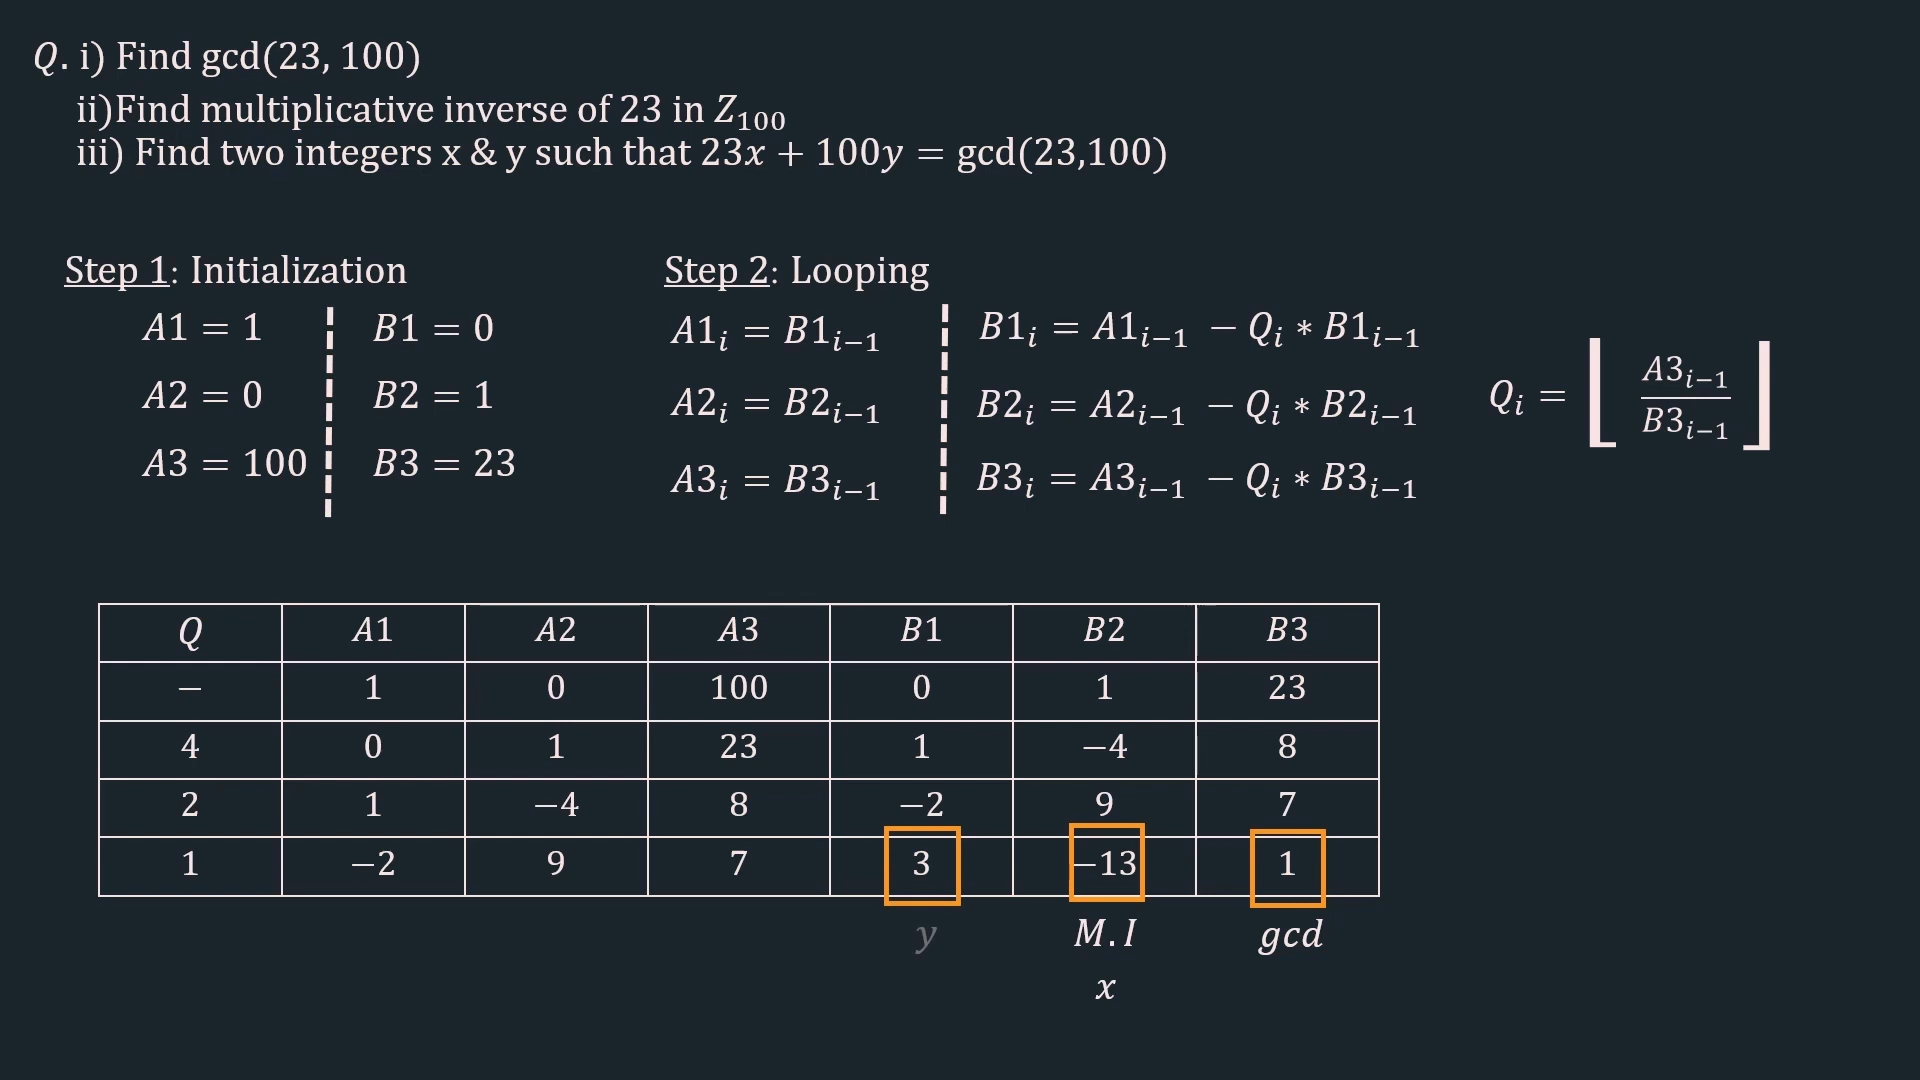 Q. i) Find gcd(23, 100)
ii)Find multiplicative inverse of 23 in Z₁₀₀
iii) Find two integers x & y such that 23x + 100y = gcd(23,100)
Step 1: Initialization
A1 = 1 B1 = 0
A2 = 0 B2 = 1
A3 = 100 B3 = 23
Step 2: Looping
A1ᵢ = B1ᵢ₋₁ B1ᵢ = A1ᵢ₋₁ − Qᵢ ∗ B1ᵢ₋₁
A2ᵢ = B2ᵢ₋₁ B2ᵢ = A2ᵢ₋₁ − Qᵢ ∗ B2ᵢ₋₁
A3ᵢ = B3ᵢ₋₁ B3ᵢ = A3ᵢ₋₁ − Qᵢ ∗ B3ᵢ₋₁
Qᵢ = ⌊ A3ᵢ₋₁ / B3ᵢ₋₁ ⌋
Q A1 A2 A3 B1 B2 B3
− 1 0 100 0 1 23
4 0 1 23 1 −4 8
2 1 −4 8 −2 9 7
1 −2 9 7 3 −13 1
y M.I gcd
x